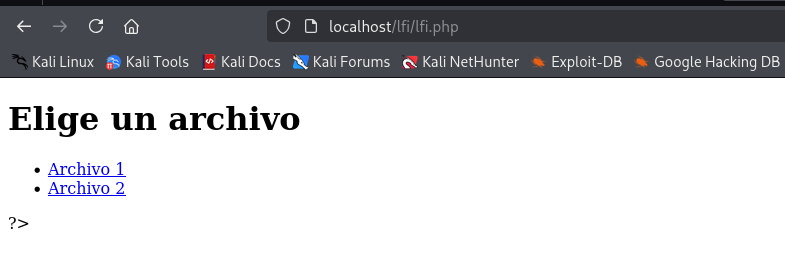 localhost/lfi/lfi.php
Kali Linux Kali Tools Kali Docs Kali Forums Kali NetHunter Exploit-DB Google Hacking DB
Elige un archivo
• Archivo 1
• Archivo 2
?>